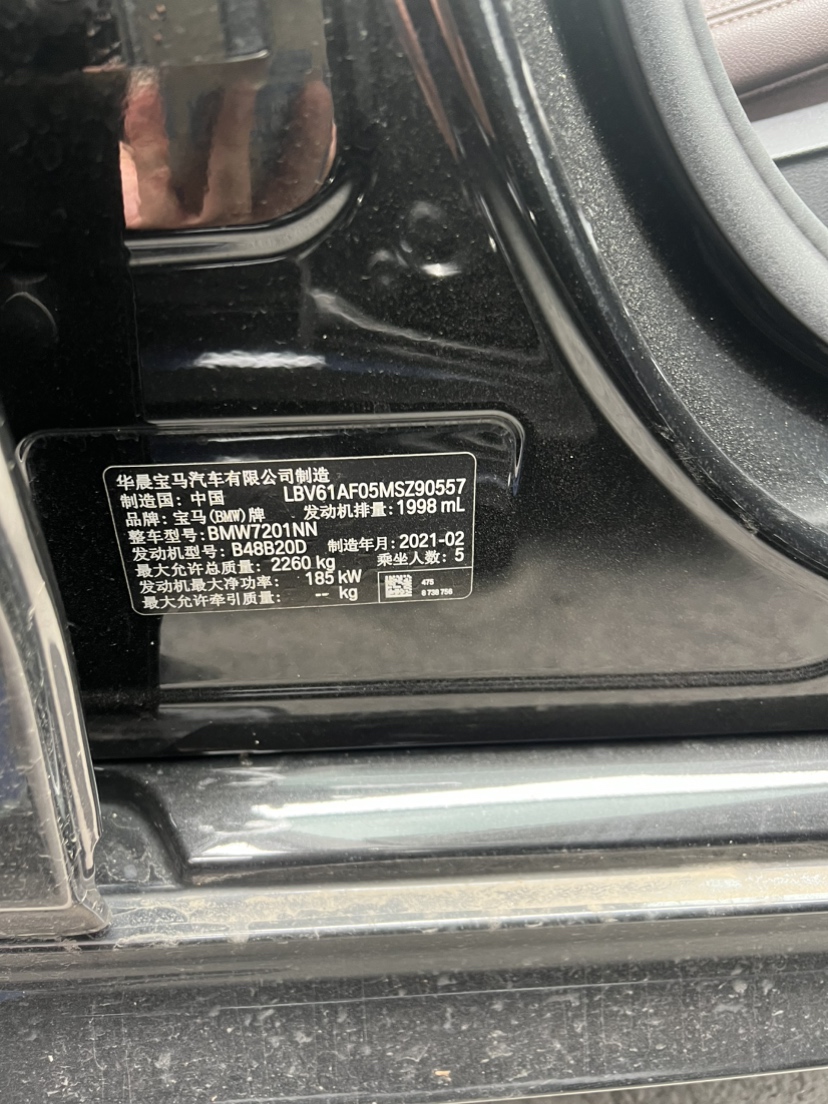 华晨宝马汽车有限公司制造
制造国: 中国 LBV61AF05MSZ90557
品牌: 宝马(BMW)牌 发动机排量: 1998 mL
整车型号: BMW7201NN
发动机型号: B48B20D 制造年月: 2021-02
最大允许总质量: 2260 kg 乘坐人数: 5
发动机最大净功率: 185 kW
最大允许牵引质量: -- kg
475
8 738 756